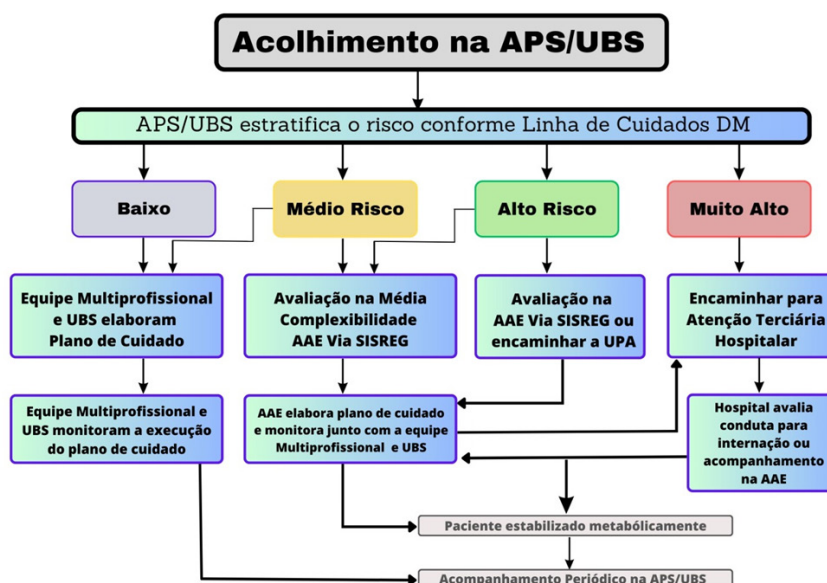 Acolhimento na APS/UBS
APS/UBS estratifica o risco conforme Linha de Cuidados DM
Baixo
Médio Risco
Alto Risco
Muito Alto
Equipe Multiprofissional
e UBS elaboram
Plano de Cuidado
Avaliação na Média
Complexibilidade
AAE Via SISREG
Avaliação na
AAE Via SISREG ou
encaminhar a UPA
Encaminhar para
Atenção Terciária
Hospitalar
Equipe Multiprofissional e
UBS monitoram a execução
do plano de cuidado
AAE elabora plano de cuidado
e monitora junto com a equipe
Multiprofissional e UBS
Hospital avalia
conduta para
internação ou
acompanhamento
na AAE
Paciente estabilizado metabólicamente
Acompanhamento Periódico na APS/UBS